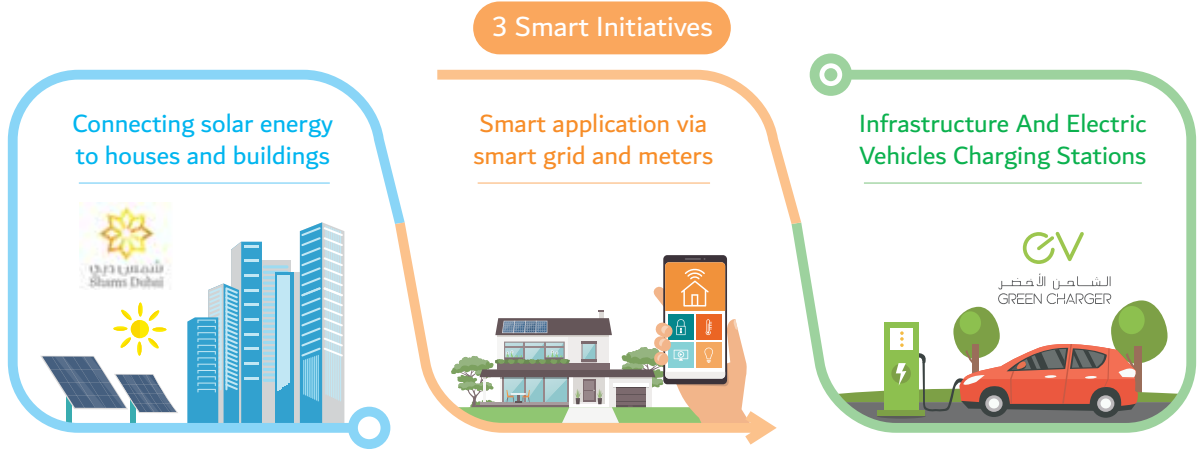 3 Smart Initiatives
Connecting solar energy
to houses and buildings
شمس دبي
Shams Dubai
Smart application via
smart grid and meters
Infrastructure And Electric
Vehicles Charging Stations
EV
الشاحن الأخضر
GREEN CHARGER